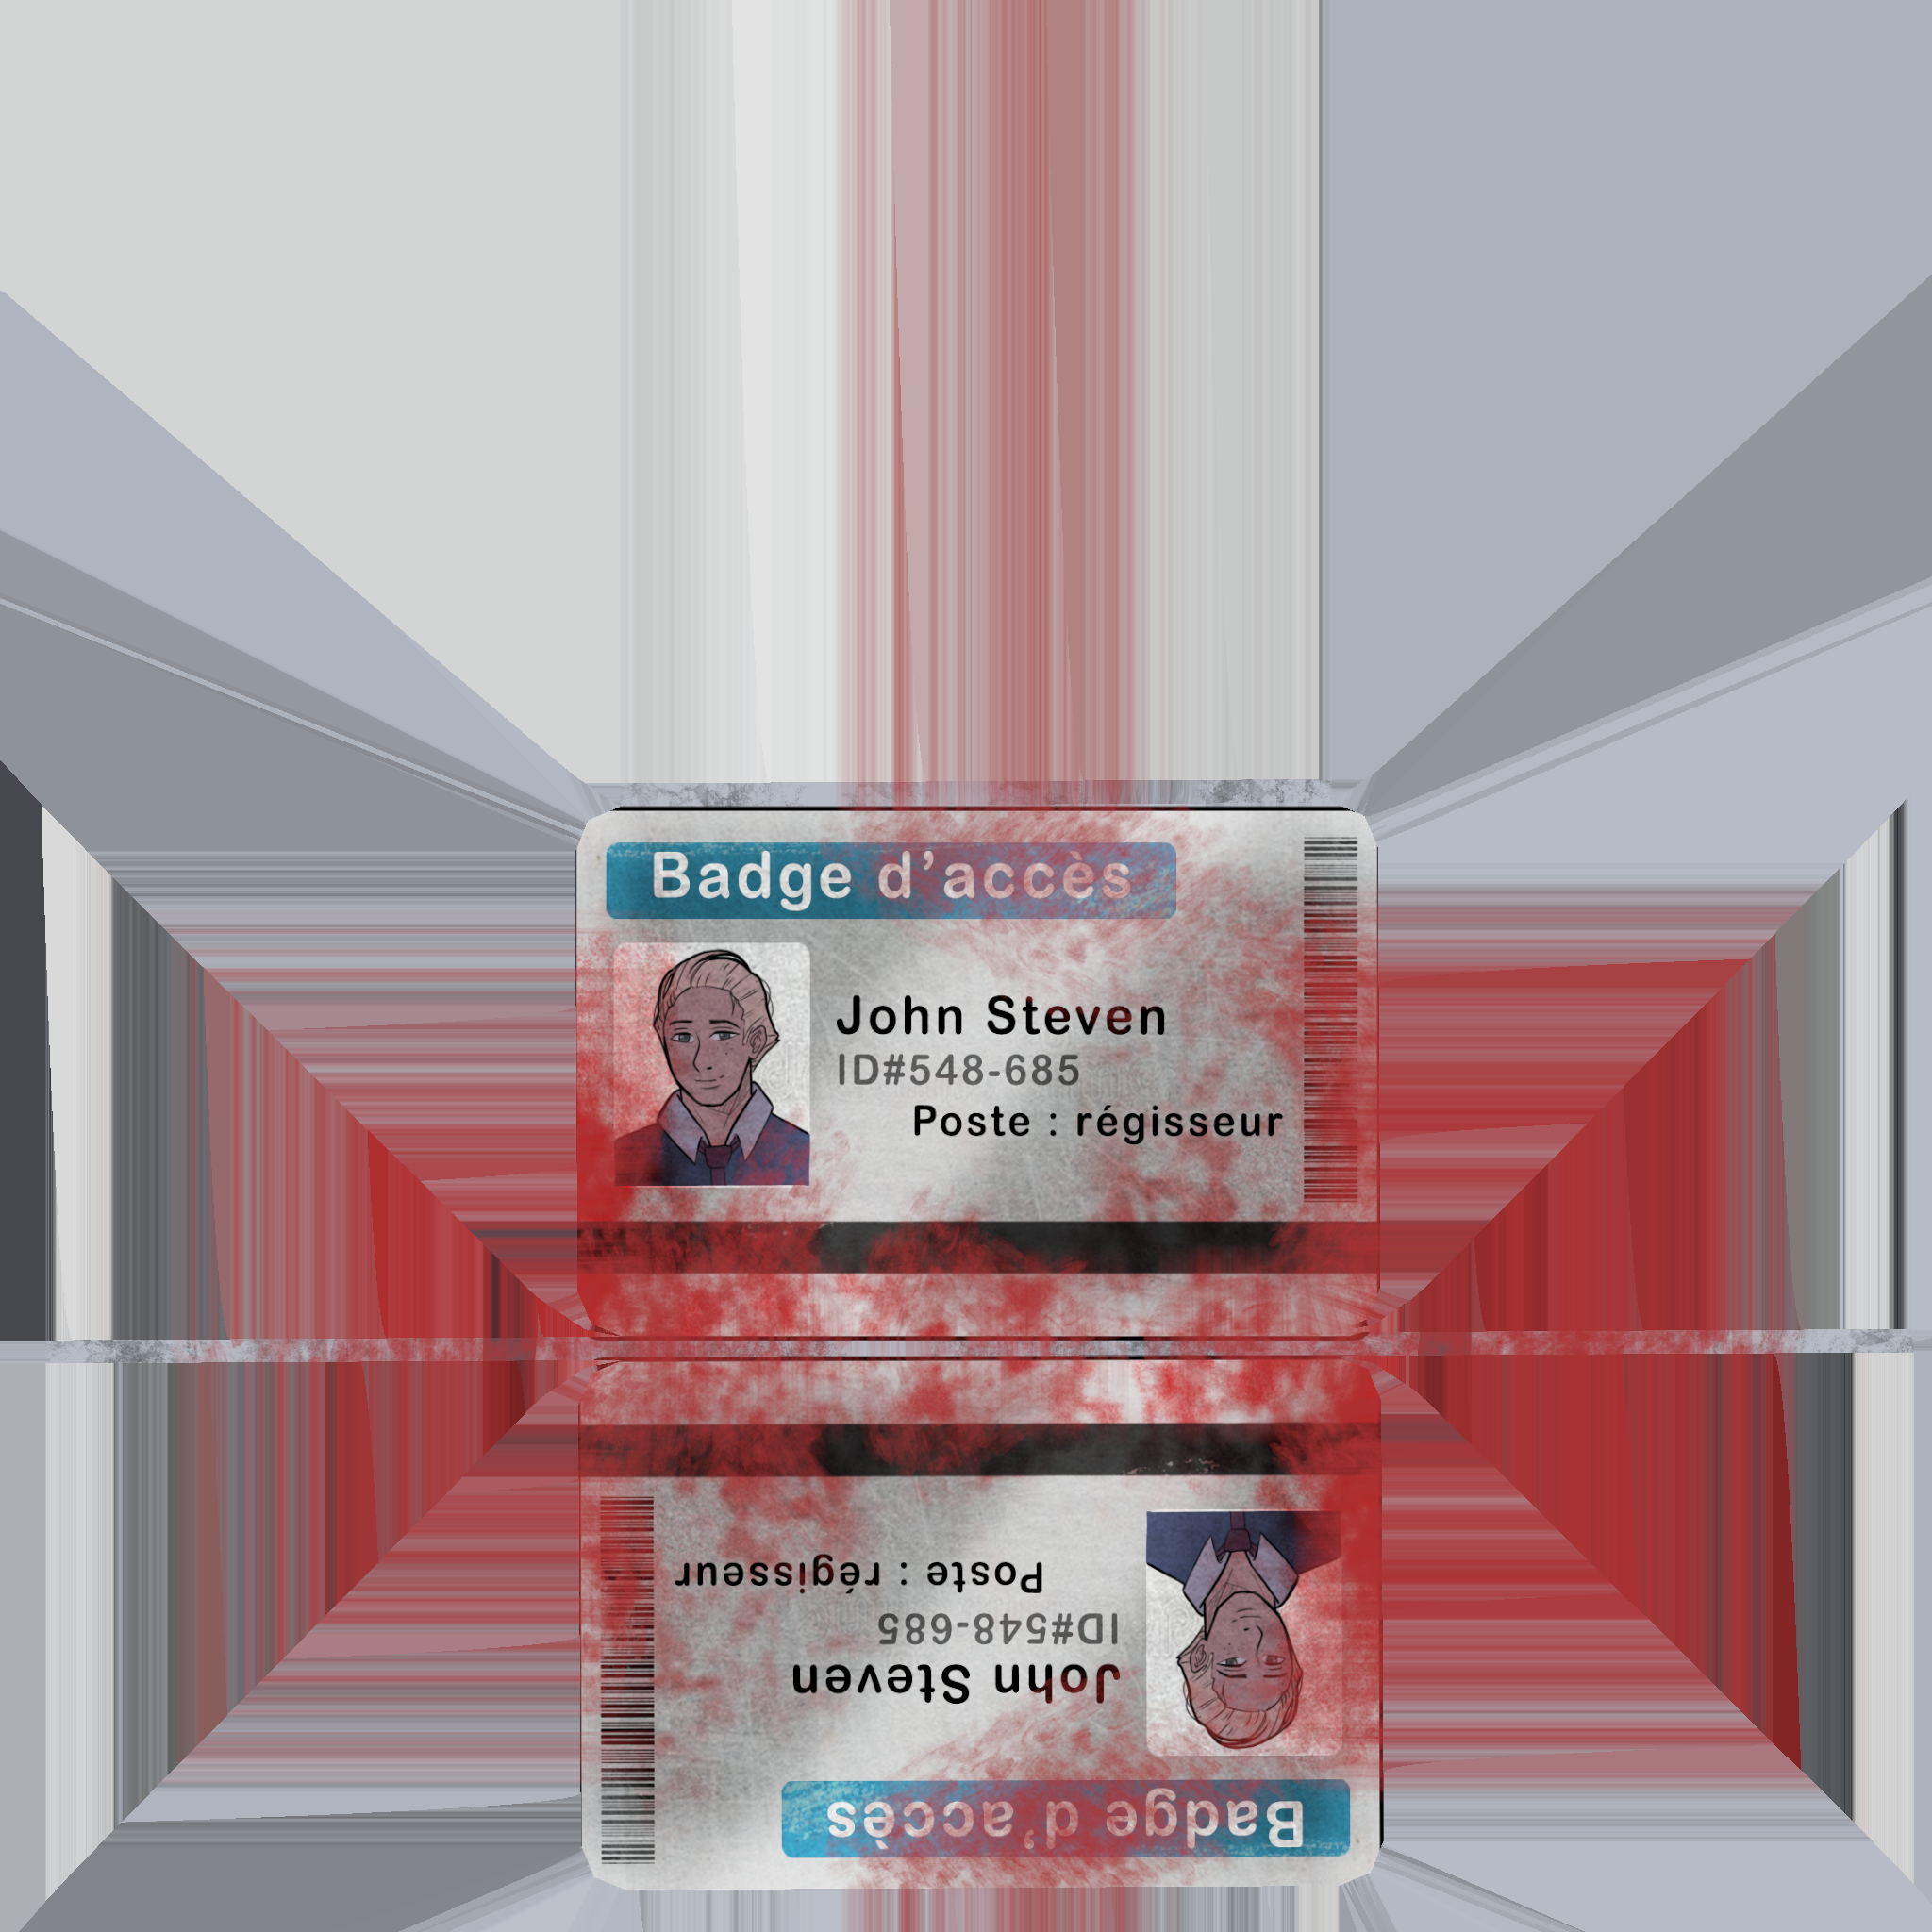 Badge d'accès
John Steven
ID#548-685
Poste : régisseur
Poste : régisseur
ID#548-685
John Steven
Badge d'accès